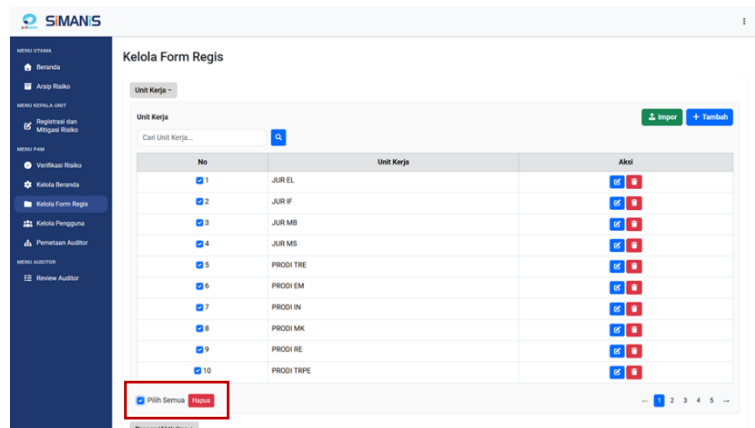 SiMANiS
MENU UTAMA
Beranda
Arsip Risiko
MENU KEPALA UNIT
Registrasi dan
Mitigasi Risiko
MENU P4M
Verifikasi Risiko
Kelola Beranda
Kelola Form Regis
Kelola Pengguna
Pemetaan Auditor
MENU AUDITOR
Review Auditor
Kelola Form Regis
Unit Kerja
Unit Kerja
Impor
+ Tambah
Cari Unit Kerja...
No Unit Kerja Aksi
1 JUR EL
2 JUR IF
3 JUR MB
4 JUR MS
5 PRODI TRE
6 PRODI EM
7 PRODI IN
8 PRODI MK
9 PRODI RE
10 PRODI TRPE
Pilih Semua Hapus
← 1 2 3 4 5 →